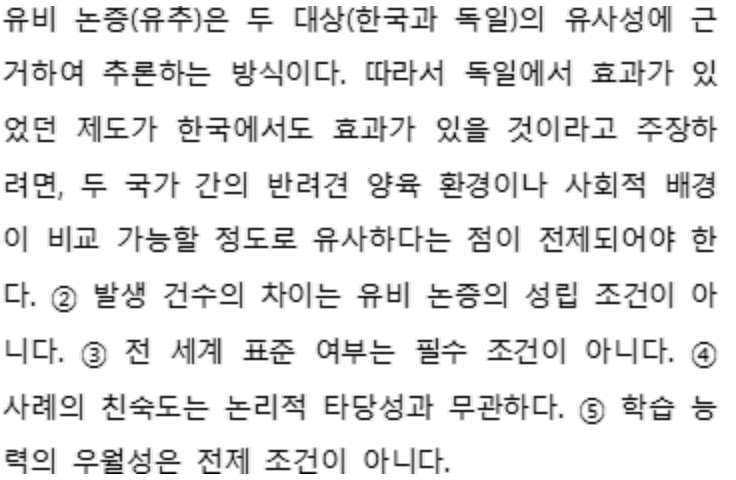 유비 논증(유추)은 두 대상(한국과 독일)의 유사성에 근
거하여 추론하는 방식이다. 따라서 독일에서 효과가 있
었던 제도가 한국에서도 효과가 있을 것이라고 주장하
려면, 두 국가 간의 반려견 양육 환경이나 사회적 배경
이 비교 가능할 정도로 유사하다는 점이 전제되어야 한
다. ② 발생 건수의 차이는 유비 논증의 성립 조건이 아
니다. ③ 전 세계 표준 여부는 필수 조건이 아니다. ④
사례의 친숙도는 논리적 타당성과 무관하다. ⑤ 학습 능
력의 우월성은 전제 조건이 아니다.